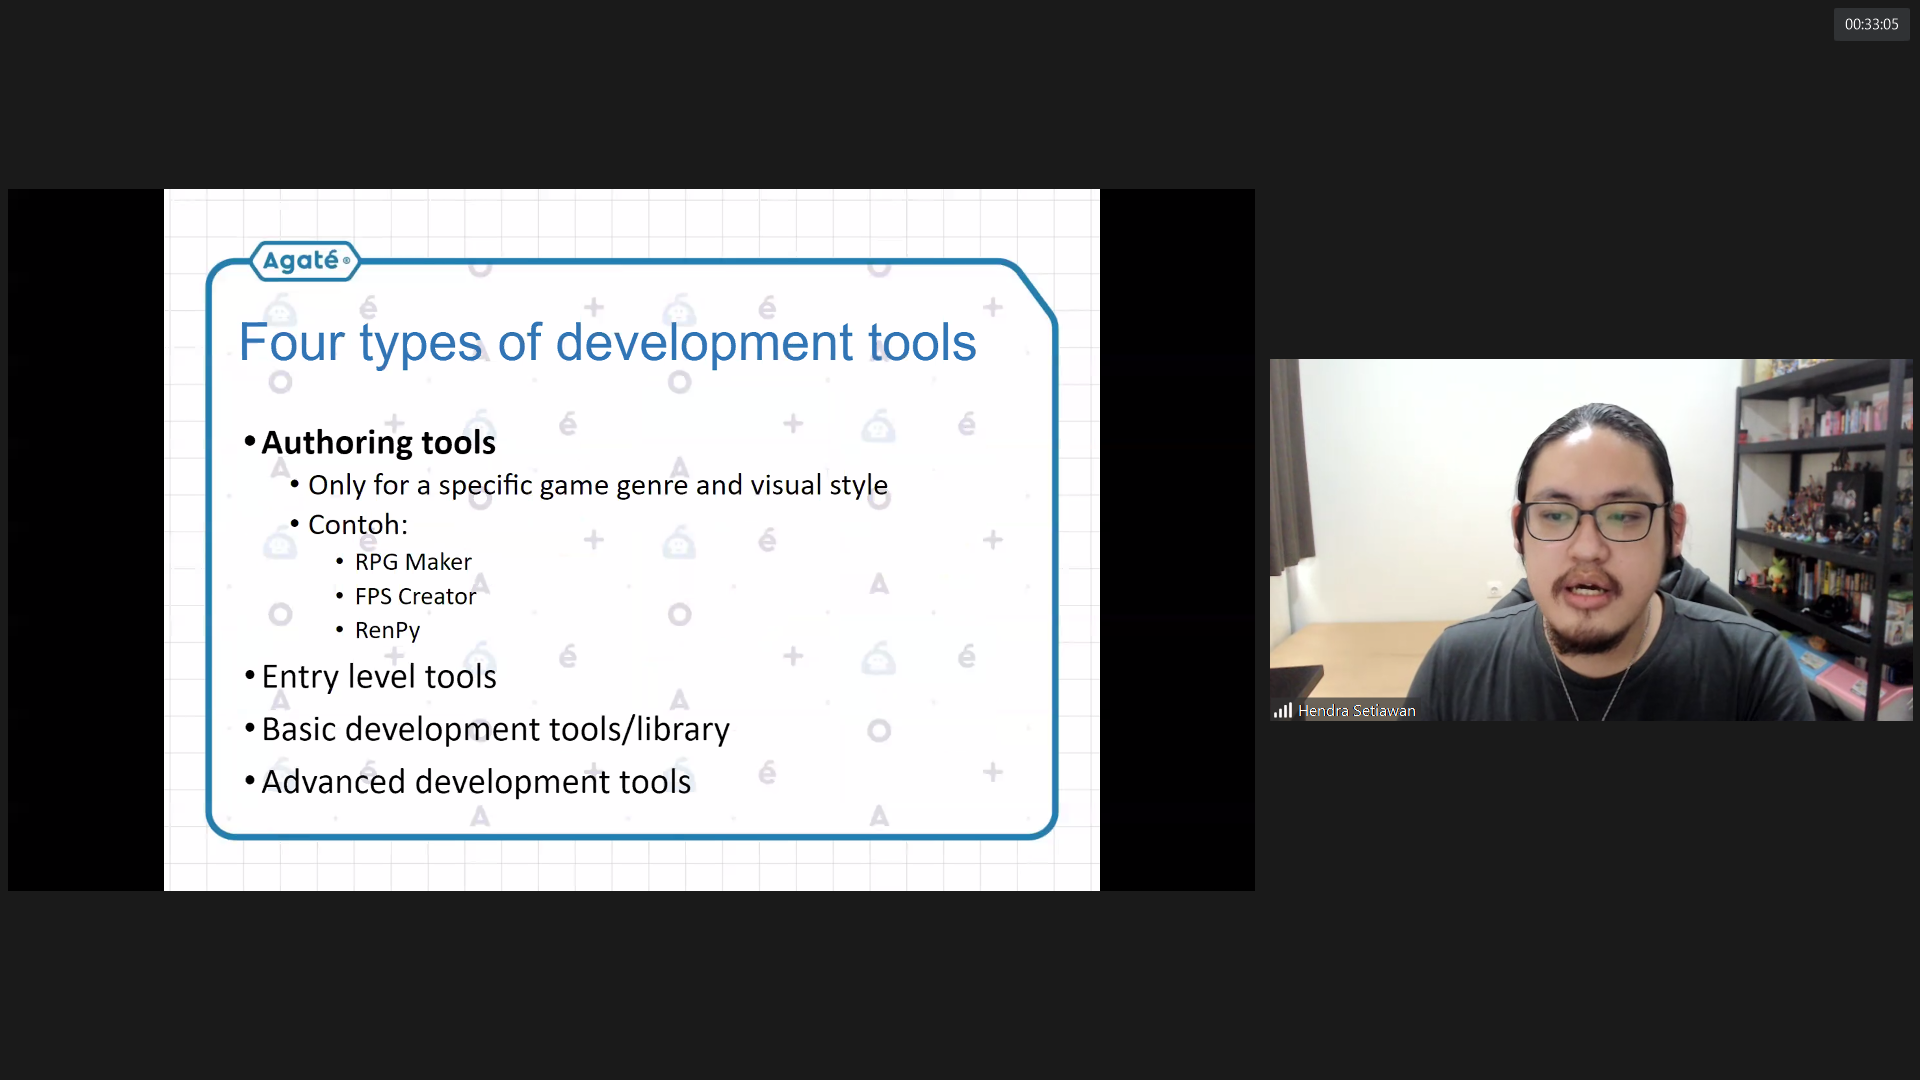 00:33:05
Agaté®
Four types of development tools
• Authoring tools
• Only for a specific game genre and visual style
• Contoh:
• RPG Maker
• FPS Creator
• RenPy
• Entry level tools
• Basic development tools/library
• Advanced development tools
Hendra Setiawan